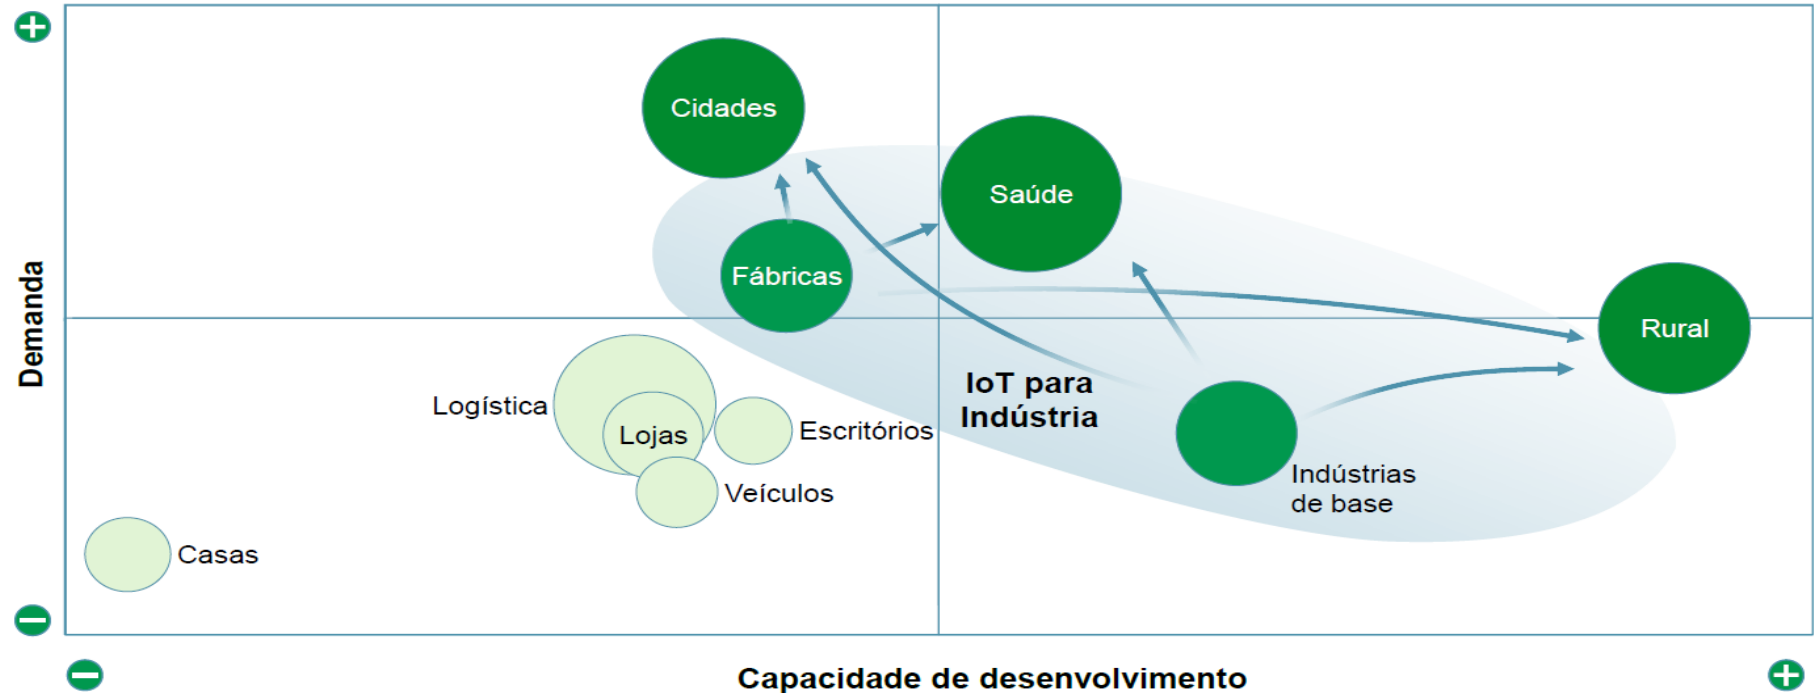 Cidades
Saúde
Fábricas
Demanda
Rural
IoT para
Indústria
Logística
Lojas
Escritórios
Indústrias
de base
Veículos
Casas
Capacidade de desenvolvimento